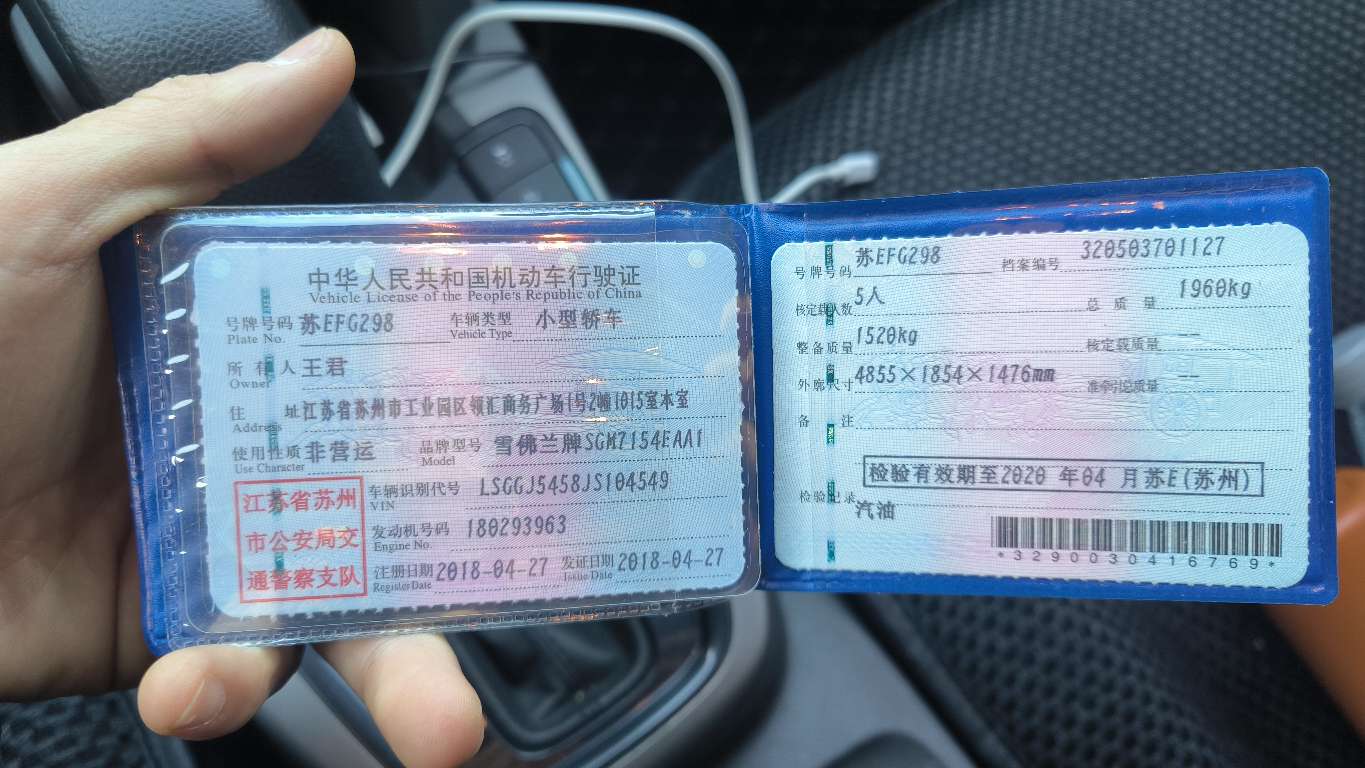 中华人民共和国机动车行驶证
Vehicle License of the People's Republic of China
号牌号码 苏EFG298 车辆类型 小型轿车
Plate No. Vehicle Type
所有人 王君
Owner
住址 江苏省苏州市工业园区领汇商务广场1号2幢1015室本室
Address
使用性质 非营运 品牌型号 雪佛兰牌SGM7154EAA1
Use Character Model
江苏省苏州
市公安局交
通警察支队
车辆识别代号 LSGGJ5458JS104549
VIN
发动机号码 180293963
Engine No.
注册日期 2018-04-27 发证日期 2018-04-27
Register Date Issue Date
号牌号码 苏EFG298 档案编号 320503701127
核定载人数 5人 总质量 1960kg
整备质量 1520kg 核定载质量 --
外廓尺寸 4855×1854×1476mm 准牵引总质量 --
备注
检验有效期至2020 年04 月苏E(苏州)
检验记录
汽油
*3290030416769*